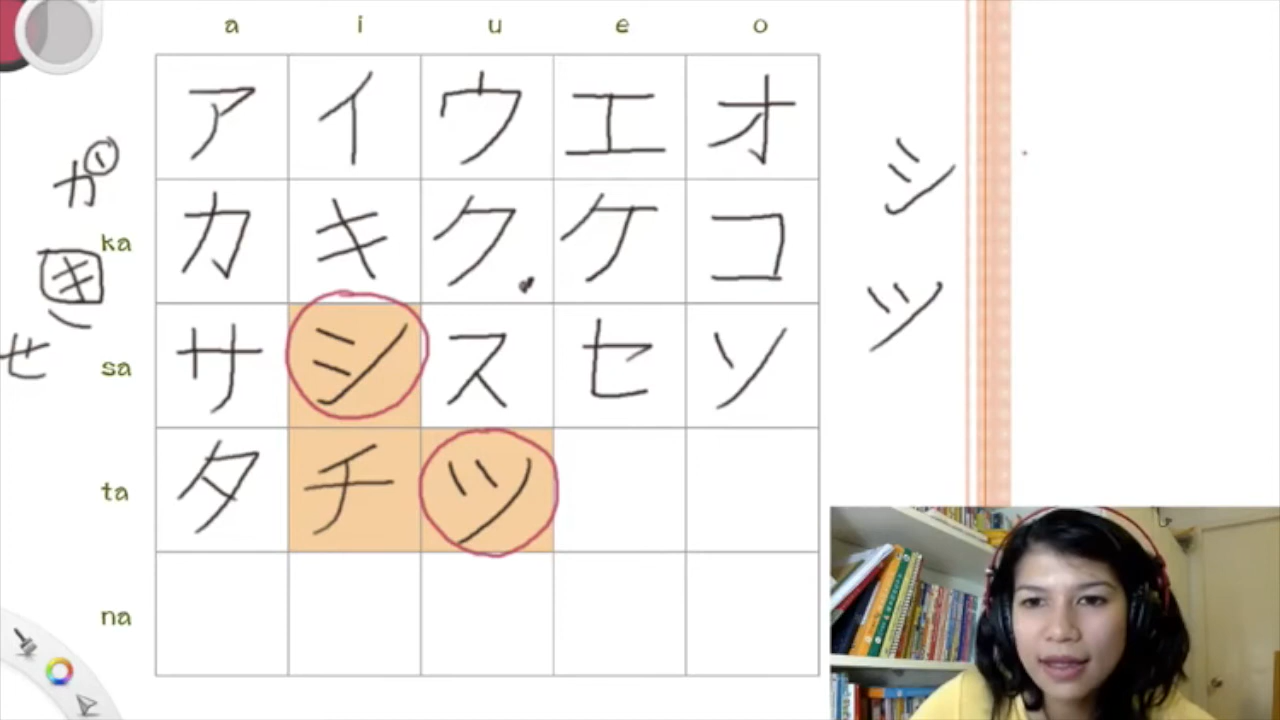 a i u e o
ア イ ウ エ オ
か
シ
ka カ キ ク ケ コ
き
ツ
せ
sa サ シ ス セ ソ
ta タ チ ツ
na